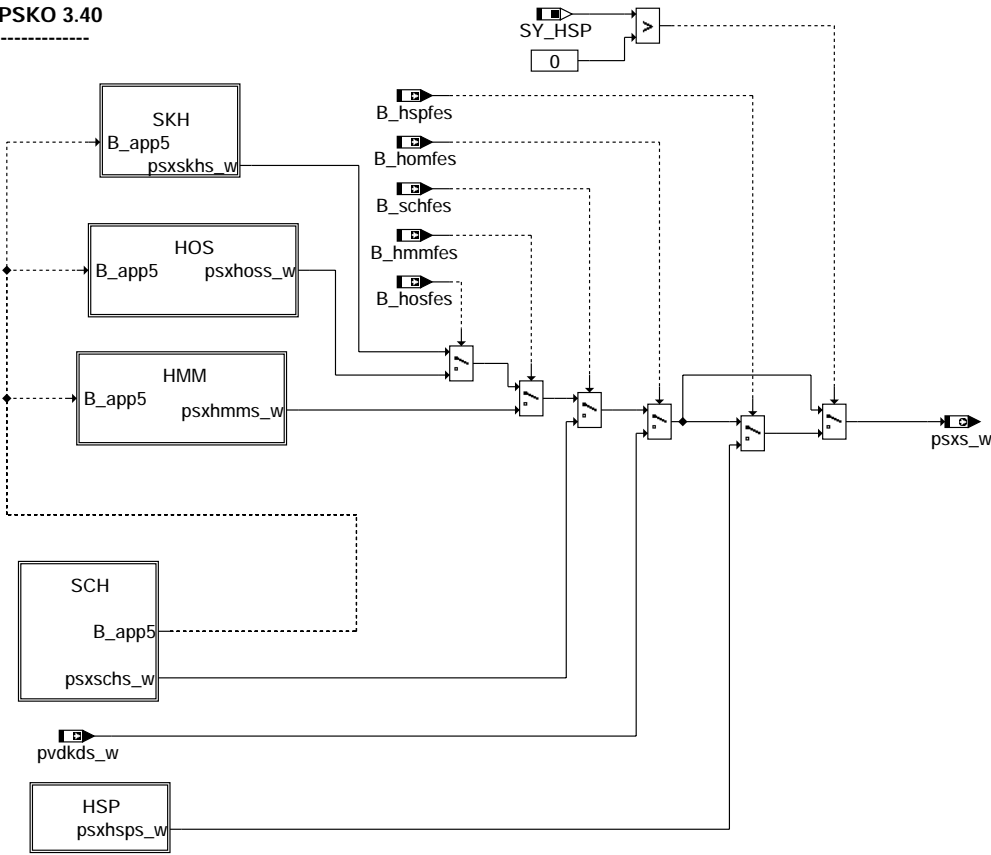 PSKO 3.40
-------------
SY_HSP
>
0
B_hspfes
SKH
B_app5
psxskhs_w
B_homfes
B_schfes
HOS
B_app5 psxhoss_w
B_hmmfes
B_hosfes
HMM
B_app5
psxhmms_w
psxs_w
SCH
B_app5
psxschs_w
pvdkds_w
HSP
psxhsps_w